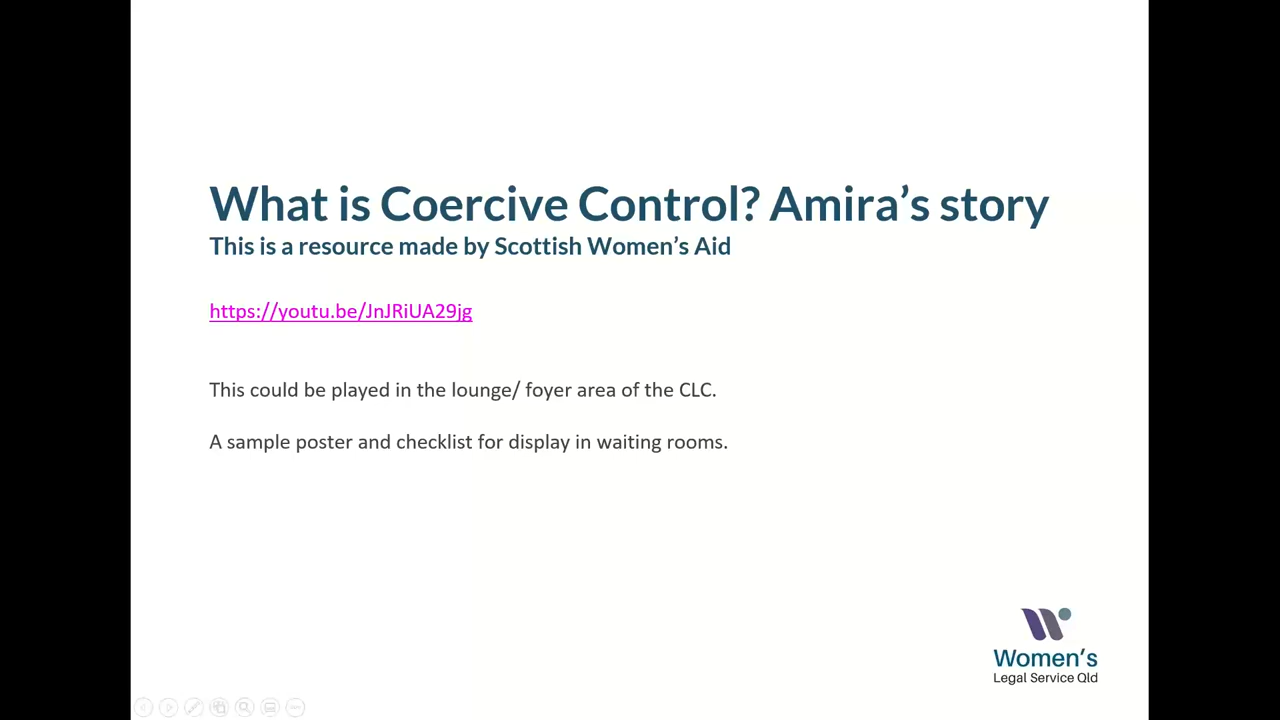 What is Coercive Control? Amira’s story
This is a resource made by Scottish Women’s Aid
https://youtu.be/JnJRiUA29jg
This could be played in the lounge/ foyer area of the CLC.
A sample poster and checklist for display in waiting rooms.
Women’s
Legal Service Qld